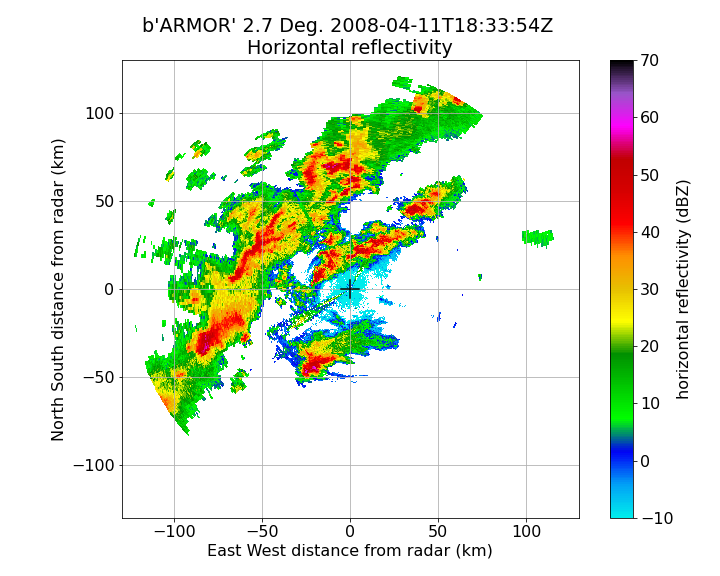 b'ARMOR' 2.7 Deg. 2008-04-11T18:33:54Z
Horizontal reflectivity
North South distance from radar (km)
100
50
0
−50
−100
−100 −50 0 50 100
East West distance from radar (km)
70
60
50
40
30
20
10
0
−10
horizontal reflectivity (dBZ)